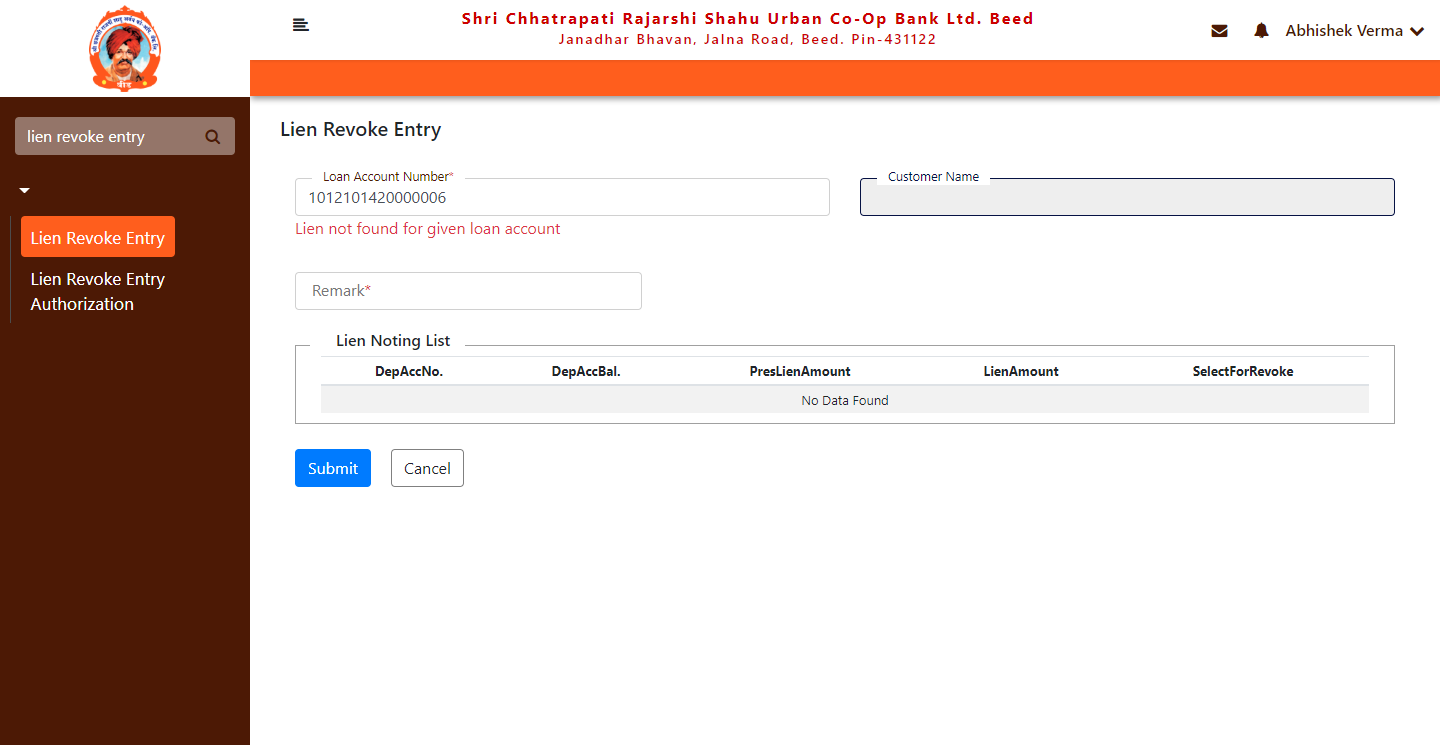 Shri Chhatrapati Rajarshi Shahu Urban Co-Op Bank Ltd. Beed
Janadhar Bhavan, Jalna Road, Beed. Pin-431122
Abhishek Verma
बीड
lien revoke entry
Lien Revoke Entry
Lien Revoke Entry
Authorization
Lien Revoke Entry
Loan Account Number*
1012101420000006
Lien not found for given loan account
Customer Name
Remark*
Lien Noting List
DepAccNo. DepAccBal. PresLienAmount LienAmount SelectForRevoke
No Data Found
Submit Cancel